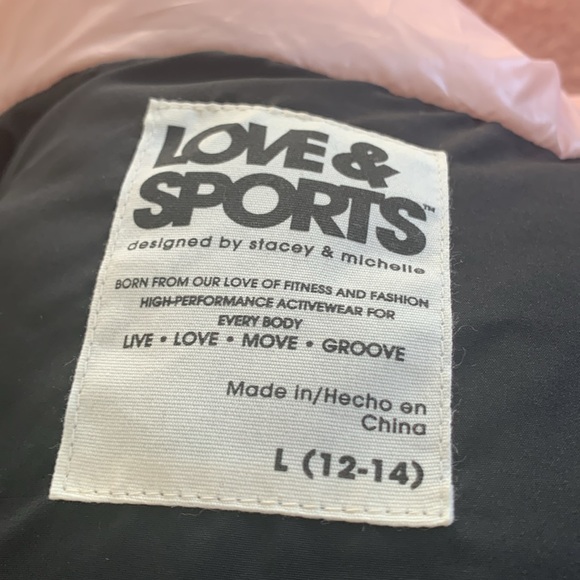 LOVE &
SPORTS™
designed by stacey & michelle
BORN FROM OUR LOVE OF FITNESS AND FASHION
HIGH-PERFORMANCE ACTIVEWEAR FOR
EVERY BODY
LIVE • LOVE • MOVE • GROOVE
Made in/Hecho en
China
L (12-14)